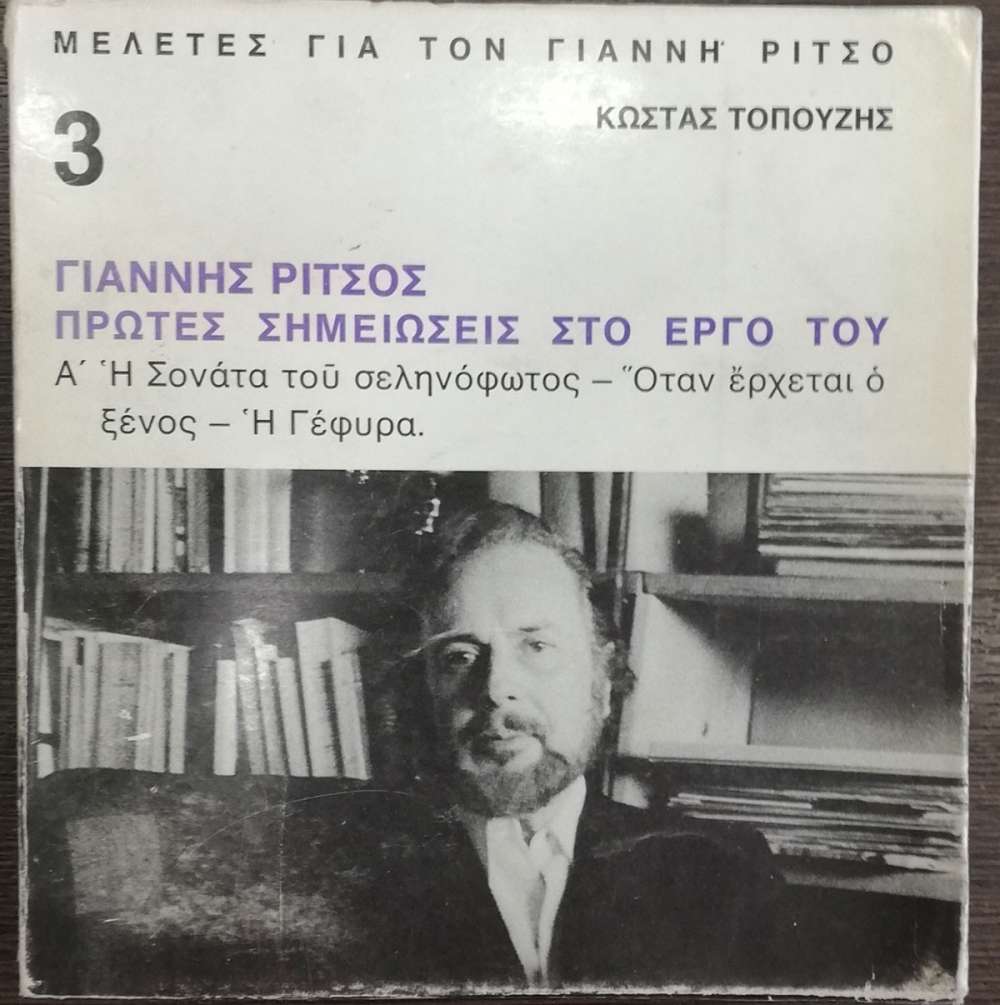 ΜΕΛΕΤΕΣ ΓΙΑ ΤΟΝ ΓΙΑΝΝΗ ΡΙΤΣΟ
ΚΩΣΤΑΣ ΤΟΠΟΥΖΗΣ
3
ΓΙΑΝΝΗΣ ΡΙΤΣΟΣ
ΠΡΩΤΕΣ ΣΗΜΕΙΩΣΕΙΣ ΣΤΟ ΕΡΓΟ ΤΟΥ
Α´ Ἡ Σονάτα τοῦ σεληνόφωτος – Ὅταν ἔρχεται ὁ
ξένος – Ἡ Γέφυρα.